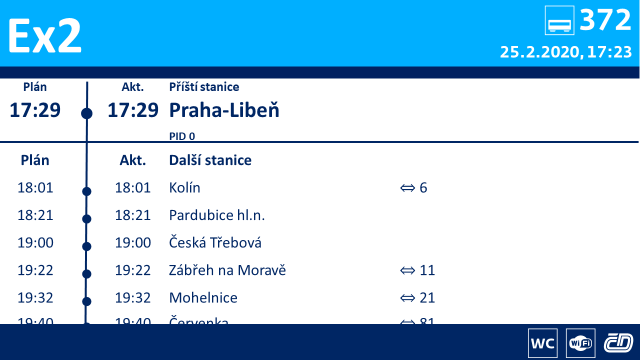 Ex2
372
25.2.2020, 17:23
Plán Akt. Příští stanice
17:29 17:29 Praha-Libeň
PID 0
Plán Akt. Další stanice
18:01 18:01 Kolín ⇔ 6
18:21 18:21 Pardubice hl.n.
19:00 19:00 Česká Třebová
19:22 19:22 Zábřeh na Moravě ⇔ 11
19:32 19:32 Mohelnice ⇔ 21
19:40 19:40 Červenka ⇔ 81
WC WiFi ČD